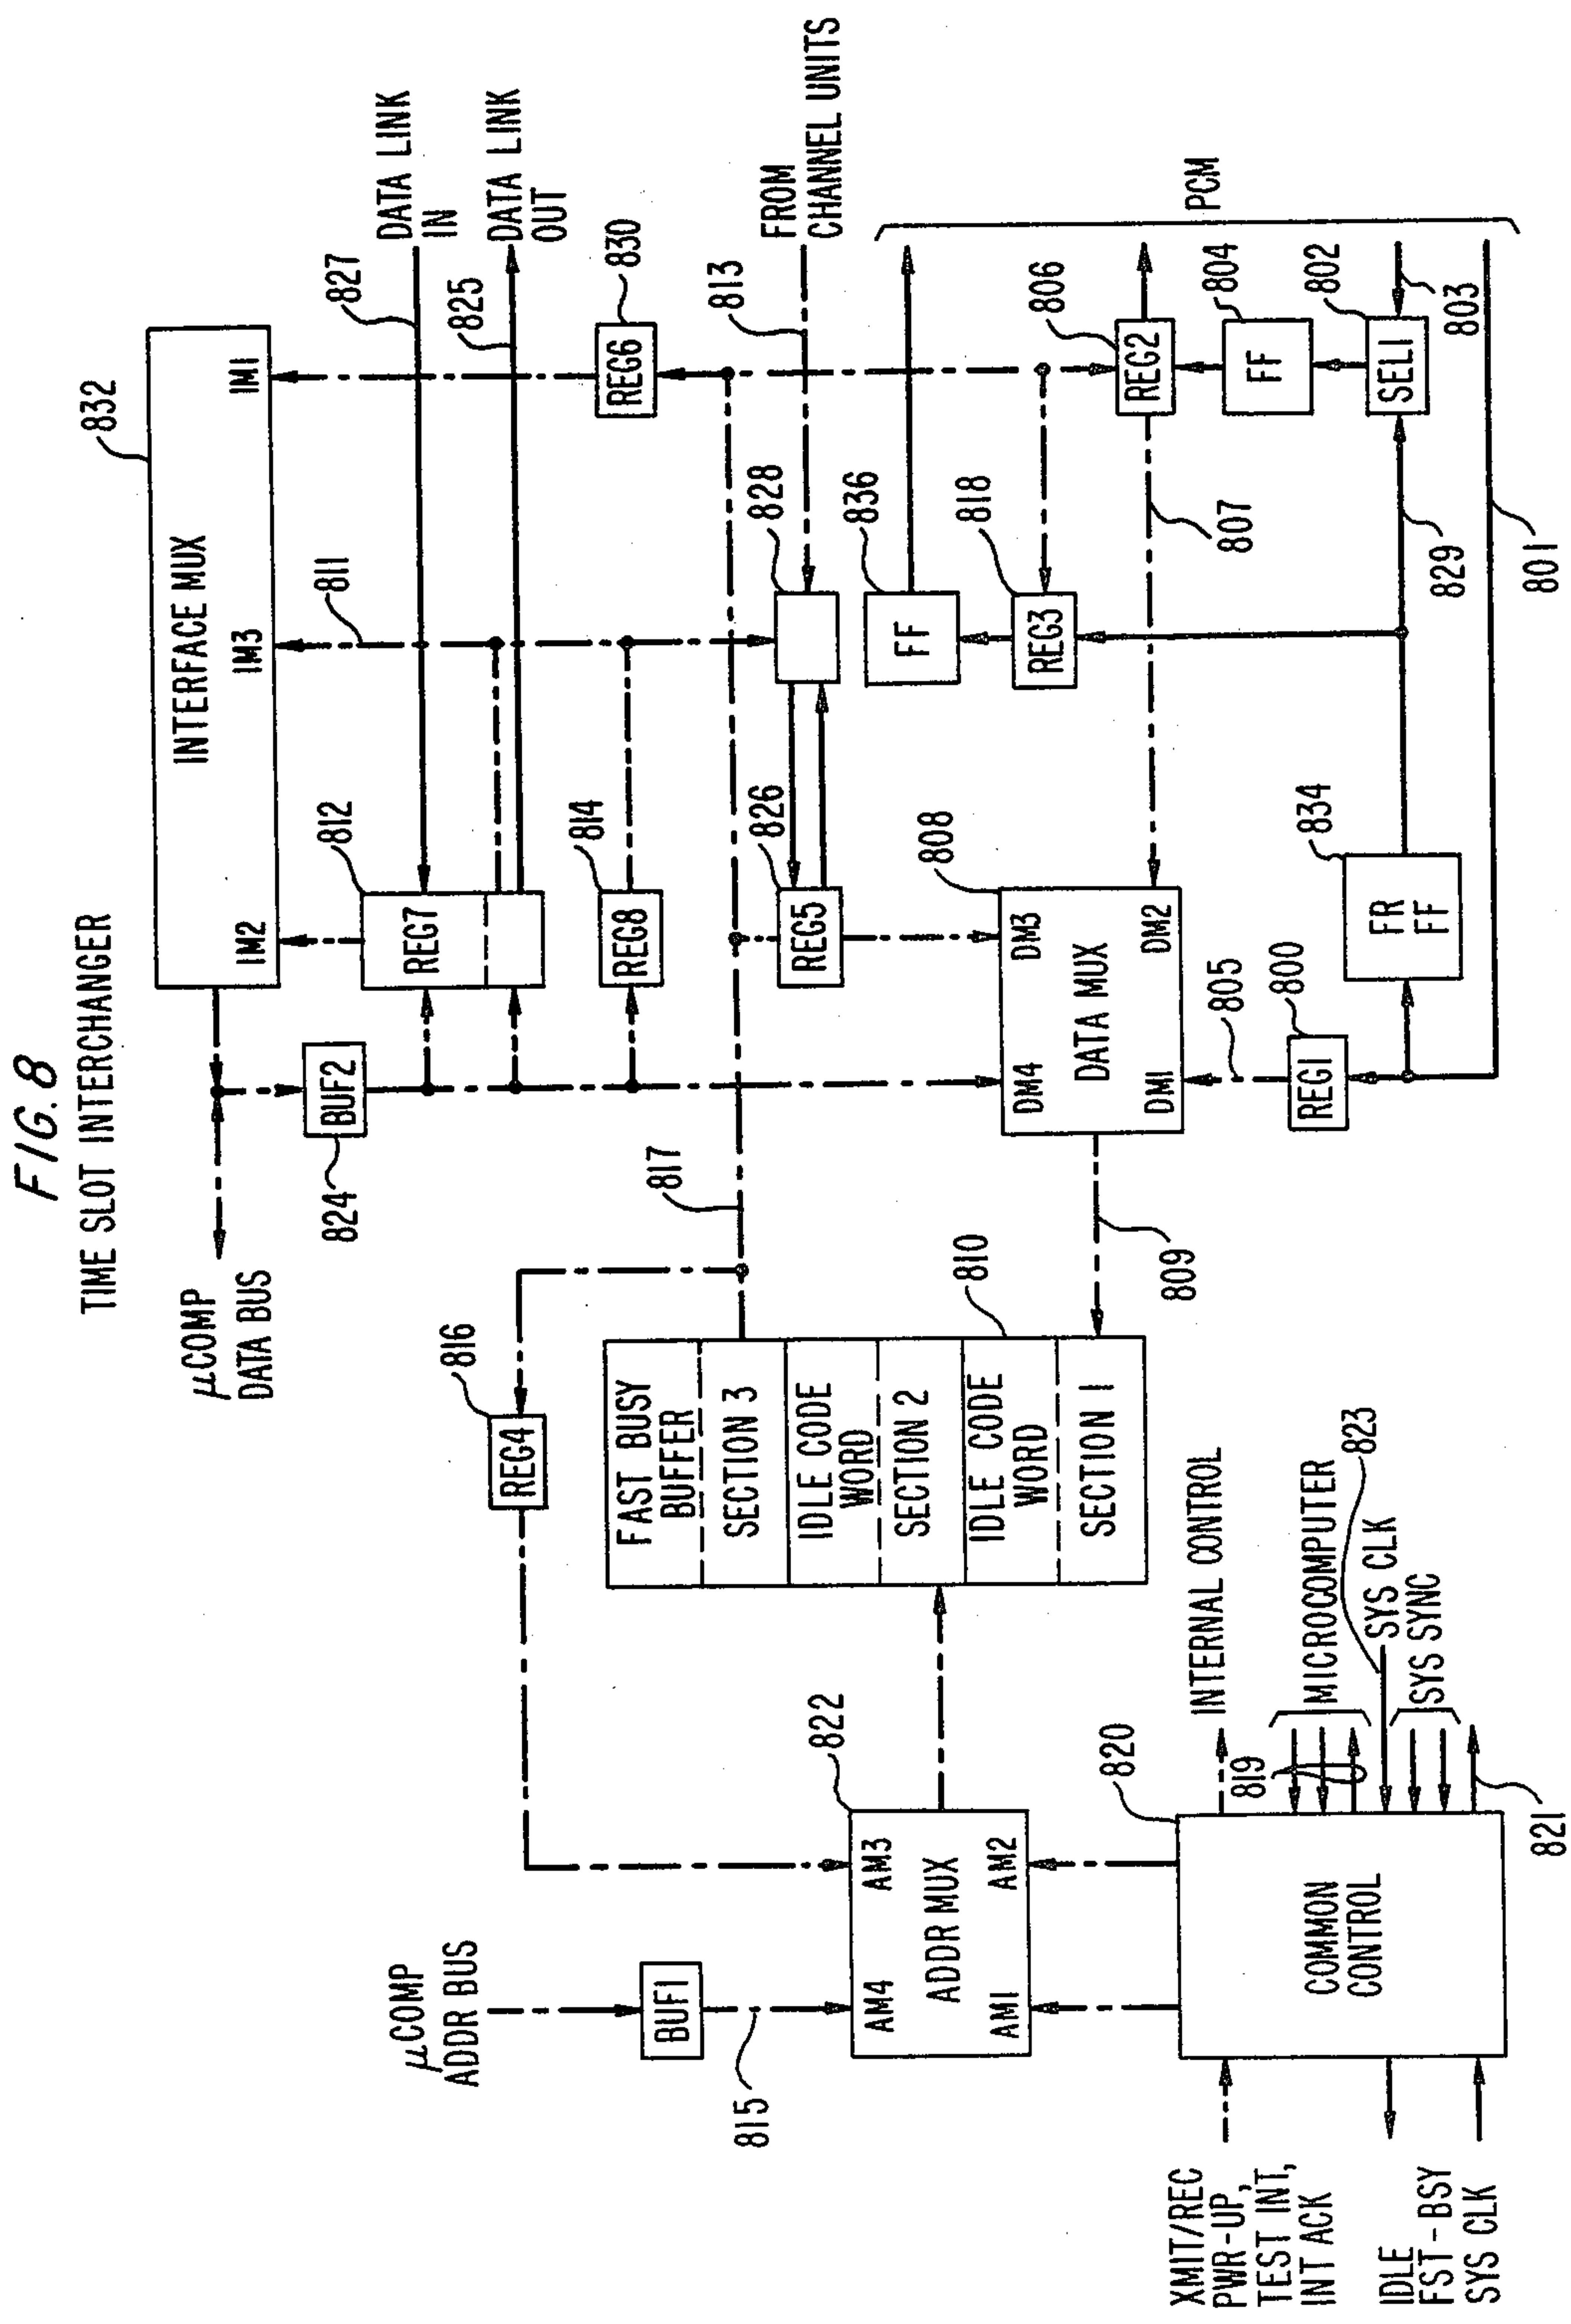 FIG. 8
TIME SLOT INTERCHANGER
μCOMP
DATA BUS
832
INTERFACE MUX
IM2
IM3
IM1
811
827
DATA LINK
IN
825
DATA LINK
OUT
812
REG7
BUF2
824
814
REG8
830
REG6
813
FROM
CHANNEL UNITS
828
826
REG5
817
816
REG4
836
FF
818
REG3
806
REG2
804
FF
802
SEL1
803
PCM
807
829
801
808
DM4
DM3
DATA MUX
DM1
DM2
805
800
REG1
834
FR
FF
809
810
FAST BUSY
BUFFER
SECTION 3
IDLE CODE
WORD
SECTION 2
IDLE CODE
WORD
SECTION 1
μCOMP
ADDR BUS
BUF1
815
822
AM4
AM3
ADDR MUX
AM1
AM2
820
COMMON
CONTROL
INTERNAL CONTROL
819
MICROCOMPUTER
823
SYS CLK
SYS SYNC
821
XMIT/REC
PWR-UP,
TEST INT,
INT ACK
IDLE
FST-BSY
SYS CLK